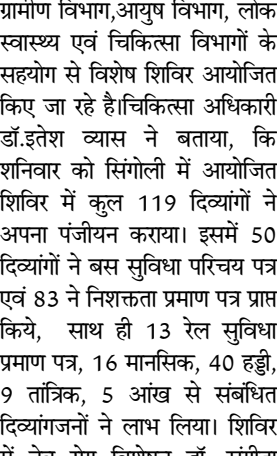 ग्रामीण विभाग,आयुष विभाग, लोक
स्वास्थ्य एवं चिकित्सा विभागों के
सहयोग से विशेष शिविर आयोजित
किए जा रहे है।चिकित्सा अधिकारी
डॉ.इतेश व्यास ने बताया, कि
शनिवार को सिंगोली में आयोजित
शिविर में कुल 119 दिव्यांगों ने
अपना पंजीयन कराया। इसमें 50
दिव्यांगों ने बस सुविधा परिचय पत्र
एवं 83 ने निशक्तता प्रमाण पत्र प्राप्त
किये, साथ ही 13 रेल सुविधा
प्रमाण पत्र, 16 मानसिक, 40 हड्डी,
9 तांत्रिक, 5 आंख से संबंधित
दिव्यांगजनों ने लाभ लिया। शिविर